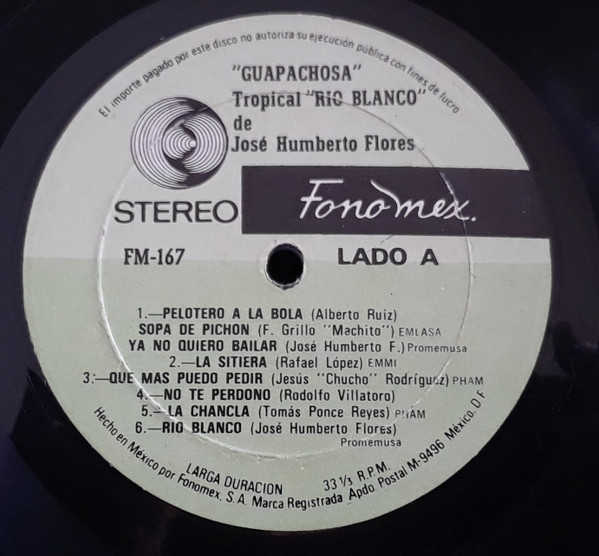 El importe pagado por este disco no autoriza su ejecución pública con fines de lucro
"GUAPACHOSA"
Tropical "RIO BLANCO"
de
José Humberto Flores
STEREO
Fonomex.
FM-167
LADO A
1.—PELOTERO A LA BOLA (Alberto Ruiz)
SOPA DE PICHON (F. Grillo "Machito") EMLASA
YA NO QUIERO BAILAR (José Humberto F.) Promemusa
2.—LA SITIERA (Rafael López) EMMI
3.—QUE MAS PUEDO PEDIR (Jesús "Chucho" Rodríguez) PHAM
4.—NO TE PERDONO (Rodolfo Villatoro)
5.—LA CHANCLA (Tomás Ponce Reyes) PHAM
6.—RIO BLANCO (José Humberto Flores)
Promemusa
LARGA DURACION 33⅓ R.P.M.
Hecho en México por Fonomex, S.A. Marca Registrada Apdo Postal M-9496 México, D F